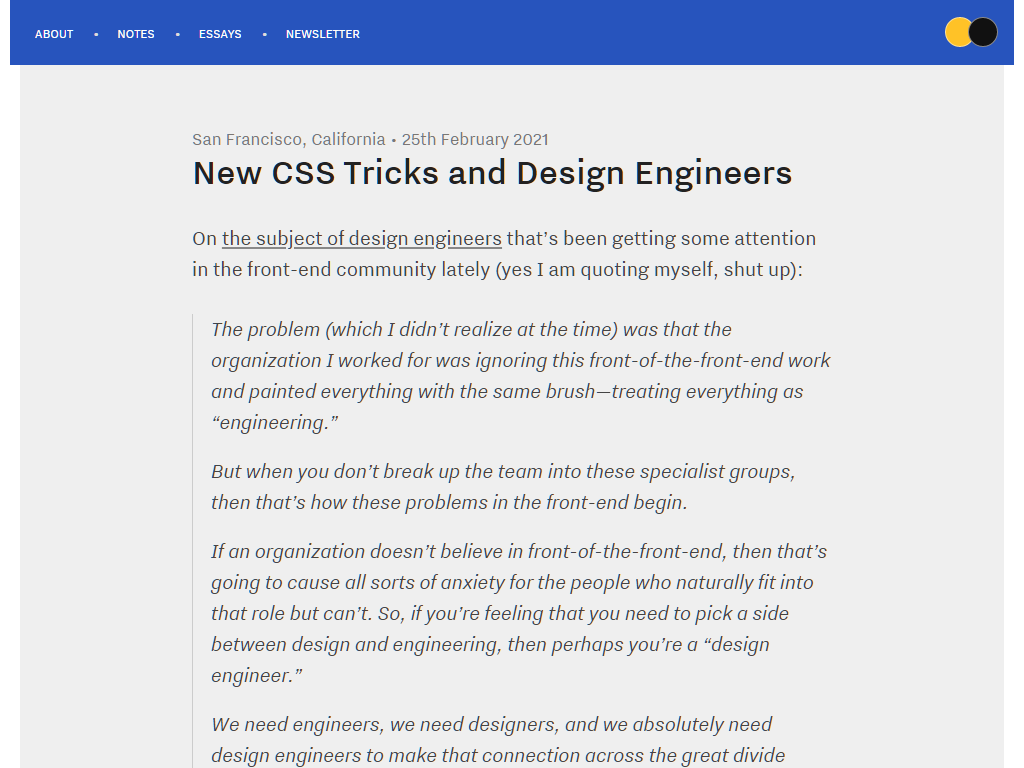 ABOUT • NOTES • ESSAYS • NEWSLETTER
San Francisco, California • 25th February 2021
New CSS Tricks and Design Engineers
On the subject of design engineers that’s been getting some attention
in the front-end community lately (yes I am quoting myself, shut up):
The problem (which I didn’t realize at the time) was that the
organization I worked for was ignoring this front-of-the-front-end work
and painted everything with the same brush—treating everything as
“engineering.”
But when you don’t break up the team into these specialist groups,
then that’s how these problems in the front-end begin.
If an organization doesn’t believe in front-of-the-front-end, then that’s
going to cause all sorts of anxiety for the people who naturally fit into
that role but can’t. So, if you’re feeling that you need to pick a side
between design and engineering, then perhaps you’re a “design
engineer.”
We need engineers, we need designers, and we absolutely need
design engineers to make that connection across the great divide